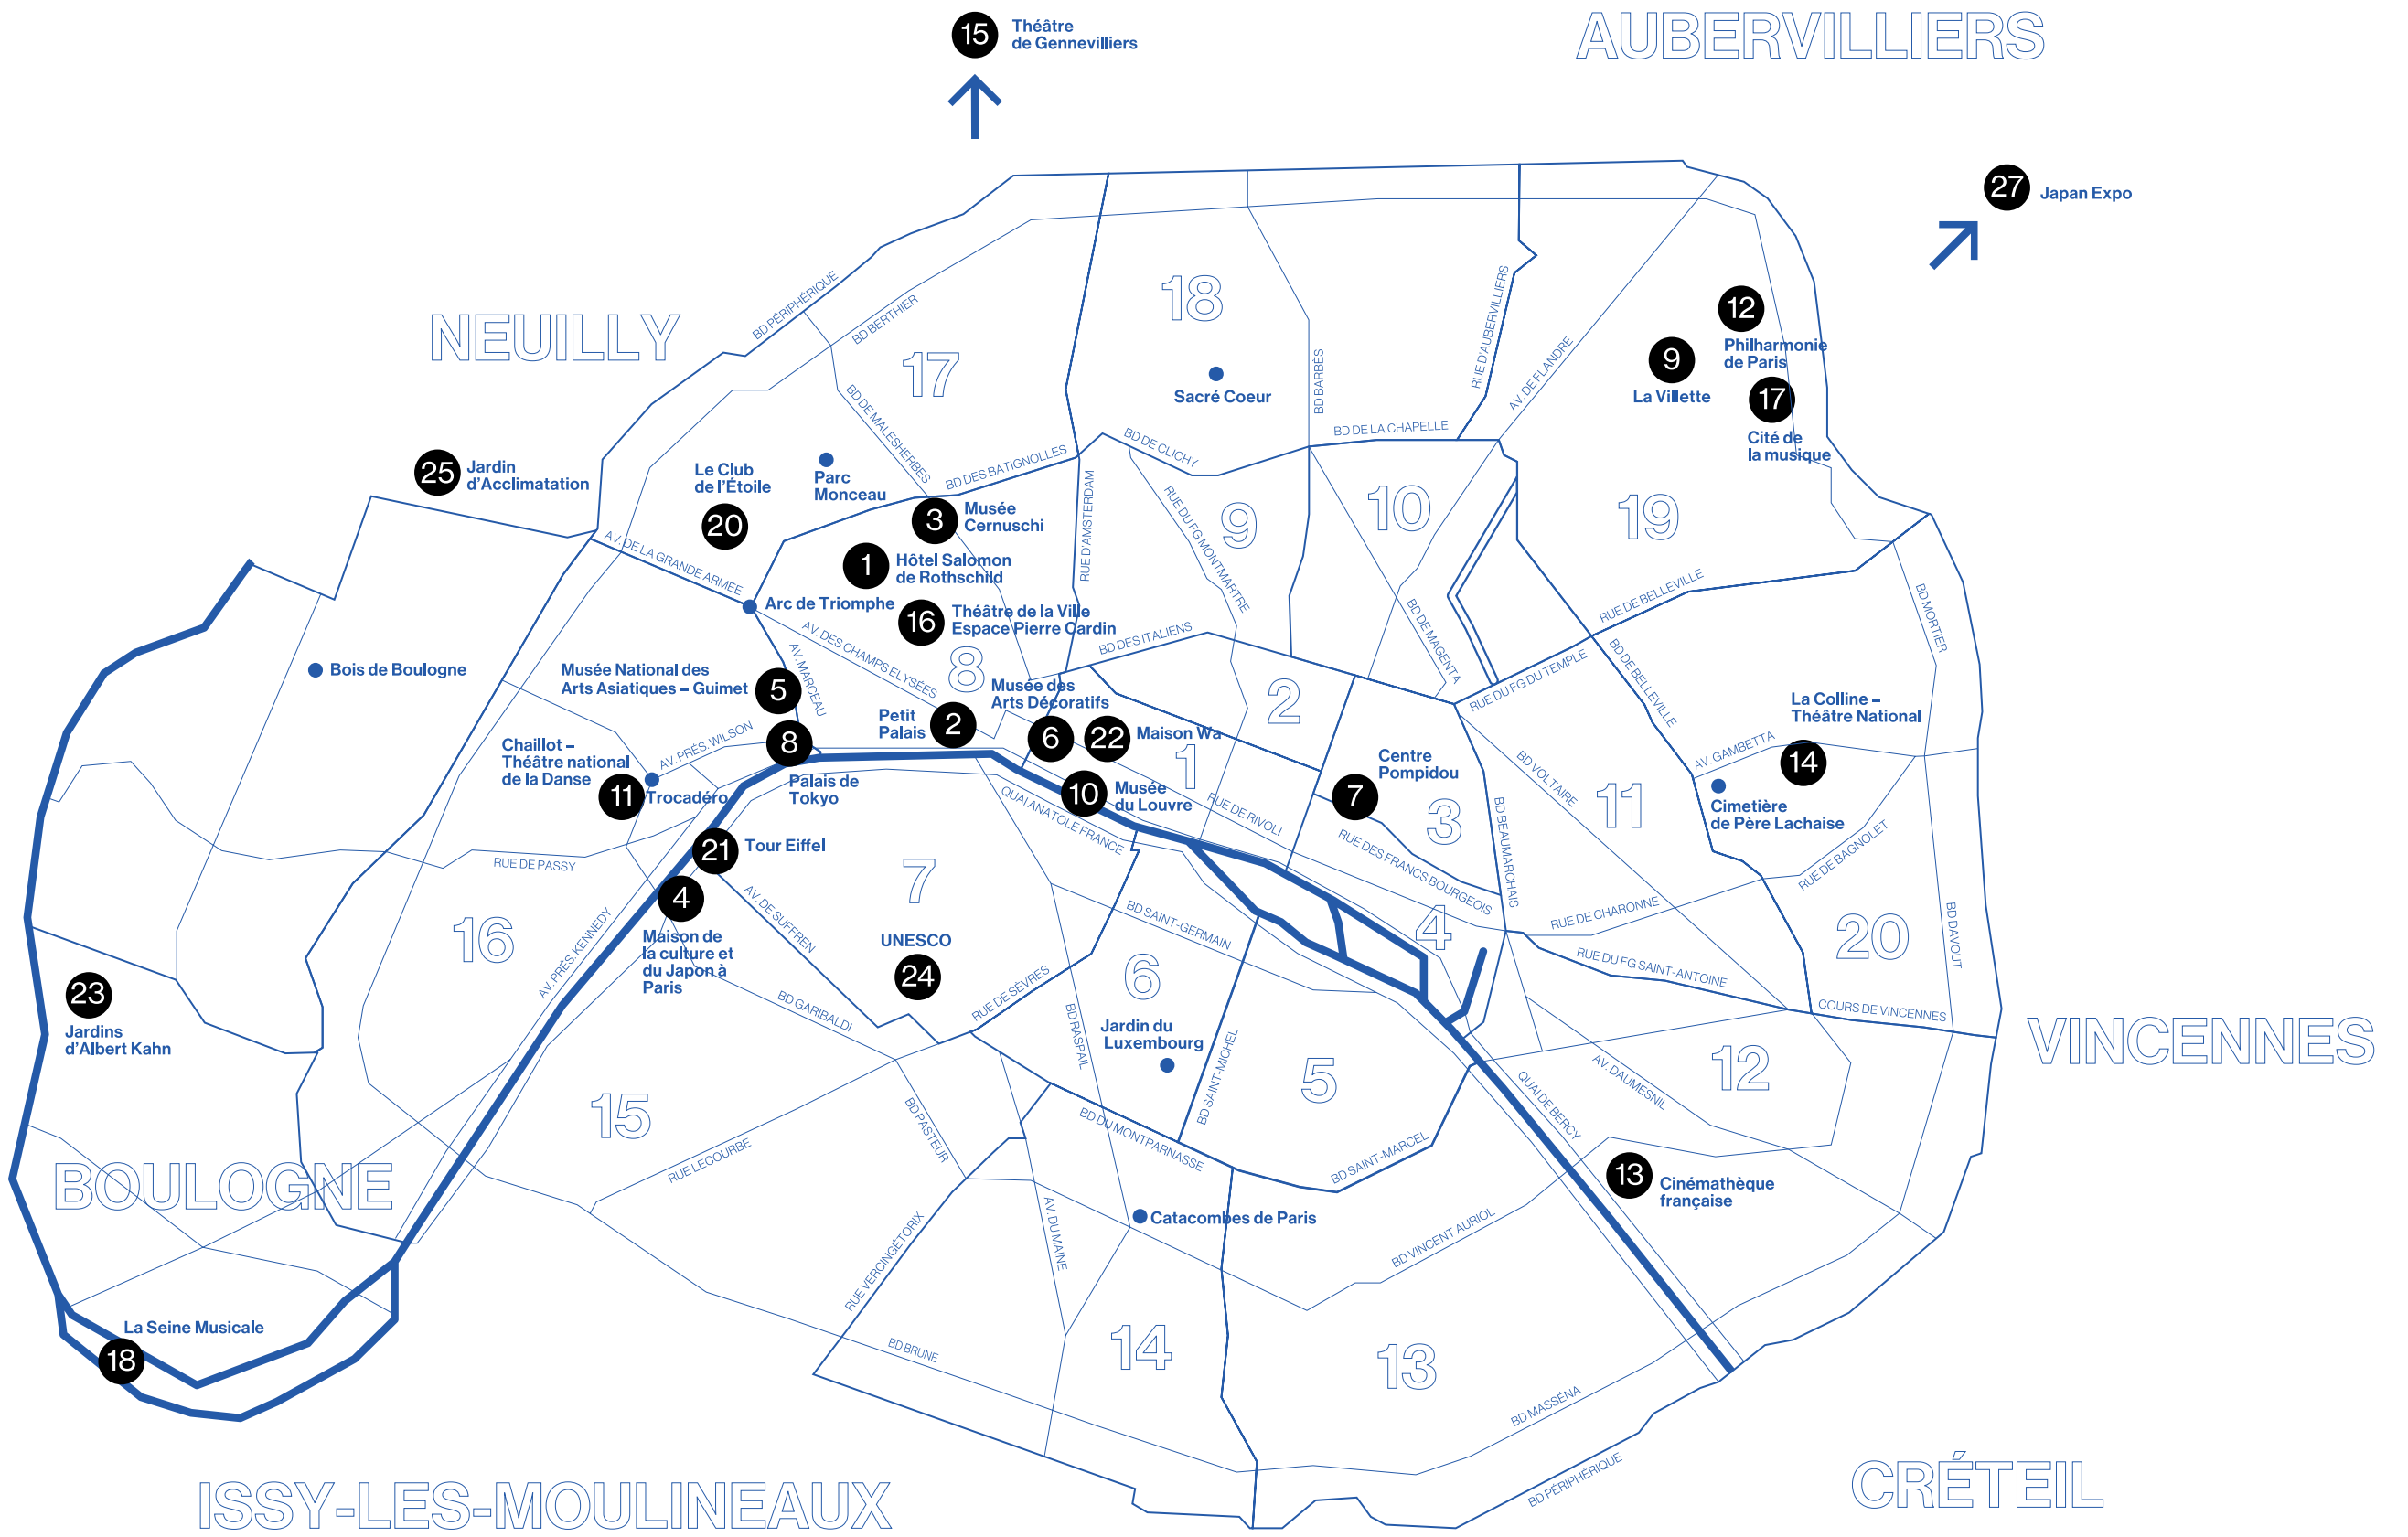 15
Théâtre
de Gennevilliers
AUBERVILLIERS
27
Japan Expo
NEUILLY
BD PÉRIPHÉRIQUE
BD BERTHIER
17
BD DE MALESHERBES
18
Sacré Coeur
BD BARBÈS
RUE D'AUBERVILLIERS
AV. DE FLANDRE
12
Philharmonie
de Paris
9
La Villette
17
Cité de
la musique
25
Jardin
d'Acclimatation
Le Club
de l'Étoile
20
Parc
Monceau
BD DES BATIGNOLLES
BD DE CLICHY
BD DE LA CHAPELLE
3
Musée
Cernuschi
1
Hôtel Salomon
de Rothschild
RUE D'AMSTERDAM
RUE DU FG MONTMARTRE
9
10
19
AV. DE LA GRANDE ARMÉE
Arc de Triomphe
16
Théâtre de la Ville
Espace Pierre Cardin
BD DE MAGENTA
RUE DE BELLEVILLE
BD MORTIER
Bois de Boulogne
AV. DES CHAMPS ELYSÉES
AV. MARCEAU
8
BD DES ITALIENS
RUE DU FG DU TEMPLE
BD DE BELLEVILLE
Musée National des
Arts Asiatiques – Guimet
5
Musée des
Arts Décoratifs
2
La Colline –
Théâtre National
14
Petit
Palais
2
6
22
Maison Wa
1
Chaillot –
Théâtre national
de la Danse
11
Trocadéro
AV. PRÉS. WILSON
8
Palais de
Tokyo
10
Musée
du Louvre
Centre
Pompidou
7
3
BD VOLTAIRE
11
AV. GAMBETTA
Cimetière
de Père Lachaise
QUAI ANATOLE FRANCE
RUE DE RIVOLI
RUE DES FRANCS BOURGEOIS
BD BEAUMARCHAIS
RUE DE BAGNOLET
21
Tour Eiffel
RUE DE PASSY
4
Maison de
la culture et
du Japon à
Paris
AV. DE SUFFREN
7
UNESCO
24
BD SAINT-GERMAIN
4
RUE DE CHARONNE
RUE DU FG SAINT-ANTOINE
20
BD DAVOUT
16
AV. PRÉS. KENNEDY
23
Jardins
d'Albert Kahn
BD GARIBALDI
RUE DE SÈVRES
BD RASPAIL
6
Jardin du
Luxembourg
BD SAINT-MICHEL
5
COURS DE VINCENNES
VINCENNES
12
AV. DAUMESNIL
QUAI DE BERCY
15
RUE LECOURBE
BD PASTEUR
BD DU MONTPARNASSE
BD SAINT-MARCEL
BOULOGNE
13
Cinémathèque
française
Catacombes de Paris
AV. DU MAINE
RUE VERCINGÉTORIX
BD VINCENT AURIOL
La Seine Musicale
18
BD BRUNE
14
13
BD MASSÉNA
BD PÉRIPHÉRIQUE
ISSY-LES-MOULINEAUX
CRÉTEIL